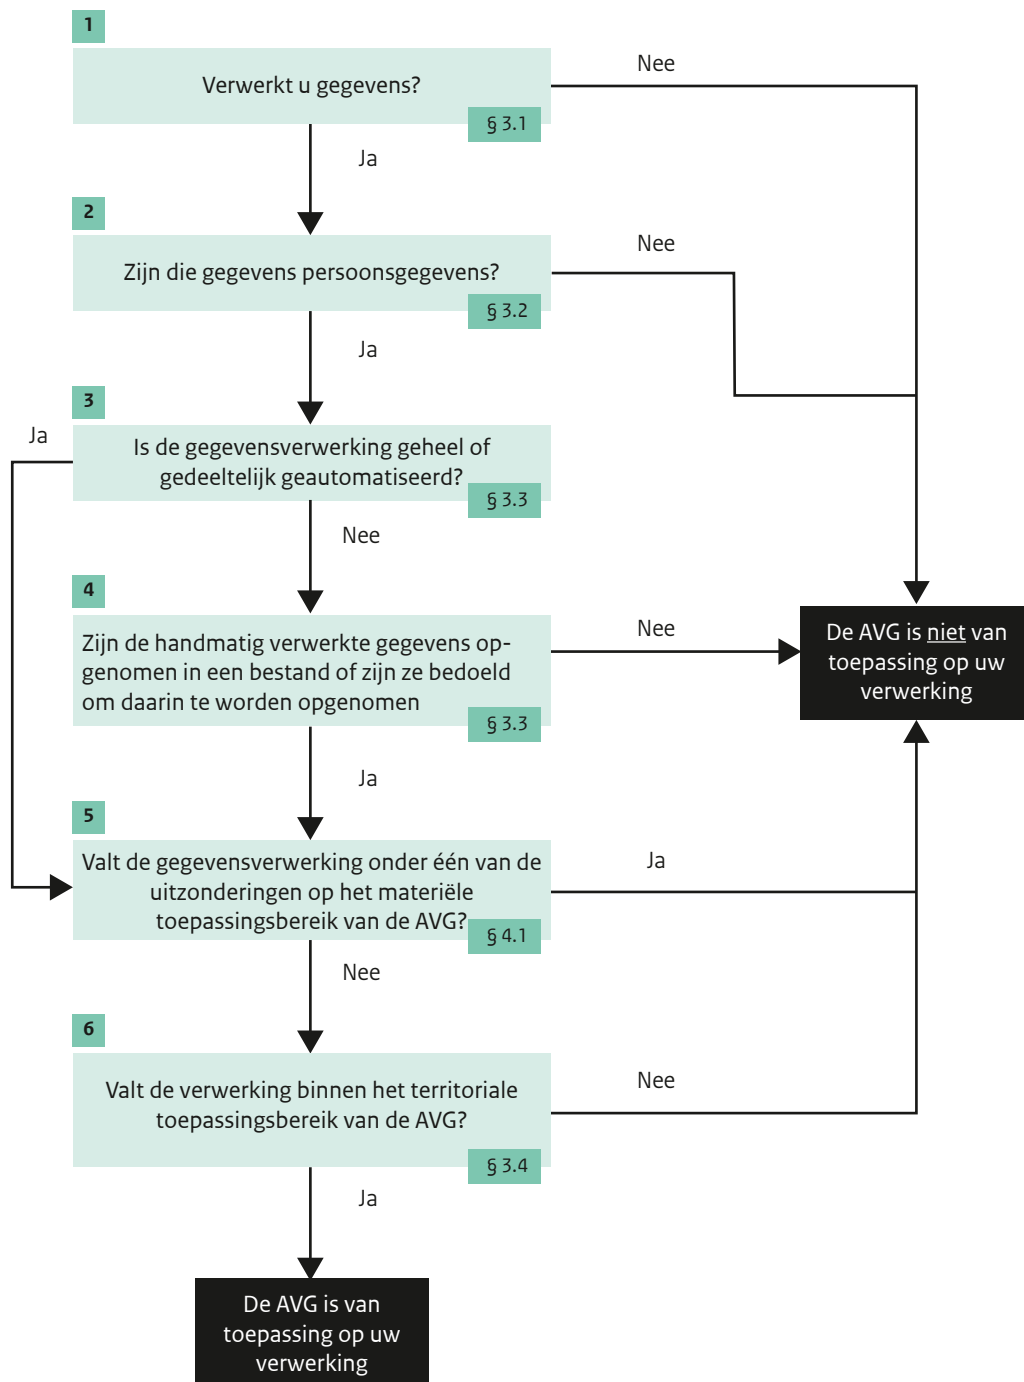 1
Verwerkt u gegevens?
Nee
§ 3.1
Ja
2
Zijn die gegevens persoonsgegevens?
Nee
§ 3.2
Ja
3
Ja
Is de gegevensverwerking geheel of
gedeeltelijk geautomatiseerd?
§ 3.3
Nee
4
Zijn de handmatig verwerkte gegevens op-
genomen in een bestand of zijn ze bedoeld
om daarin te worden opgenomen
§ 3.3
Nee
De AVG is niet van
toepassing op uw
verwerking
Ja
5
Valt de gegevensverwerking onder één van de
uitzonderingen op het materiële
toepassingsbereik van de AVG?
§ 4.1
Ja
Nee
6
Valt de verwerking binnen het territoriale
toepassingsbereik van de AVG?
§ 3.4
Nee
Ja
De AVG is van
toepassing op uw
verwerking